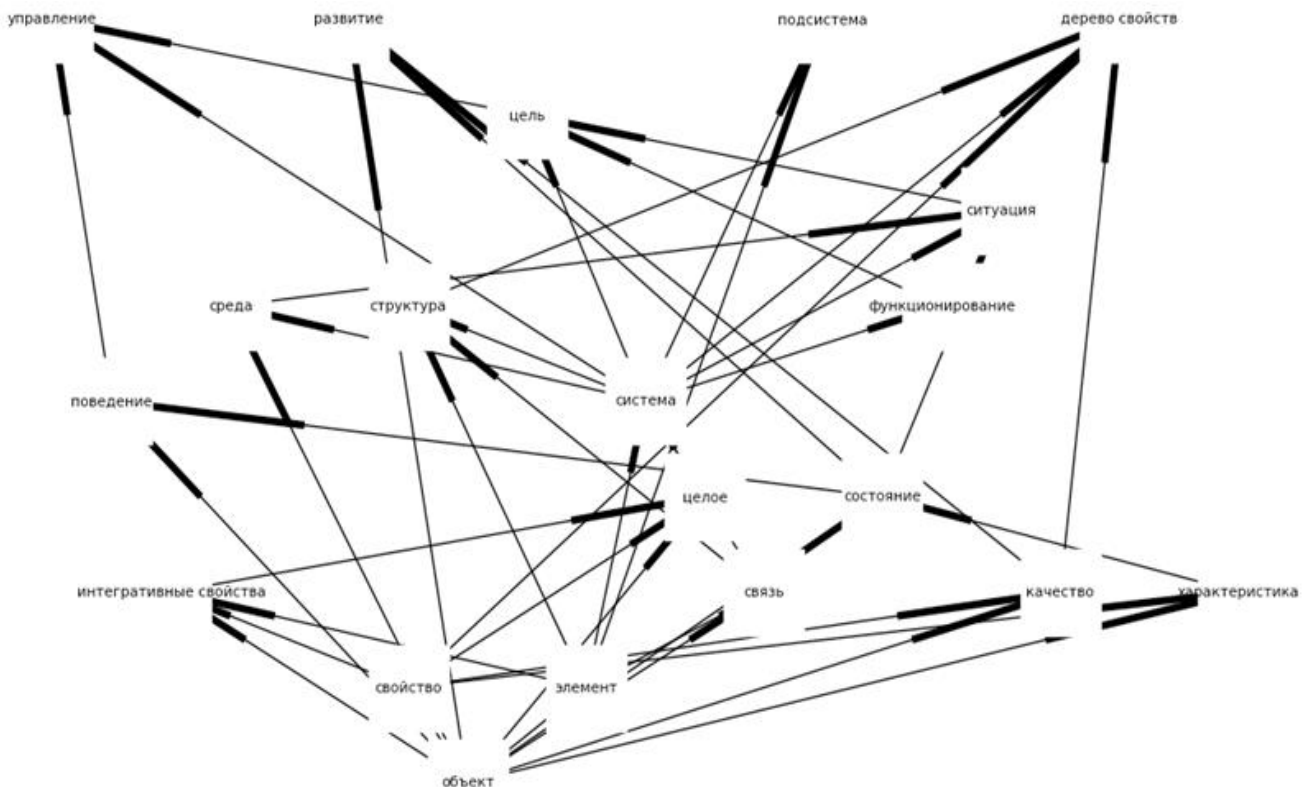 управление
развитие
подсистема
дерево свойств
цель
ситуация
среда
структура
функционирование
поведение
система
целое
состояние
интегративные свойства
связь
качество
характеристика
свойство
элемент
объект